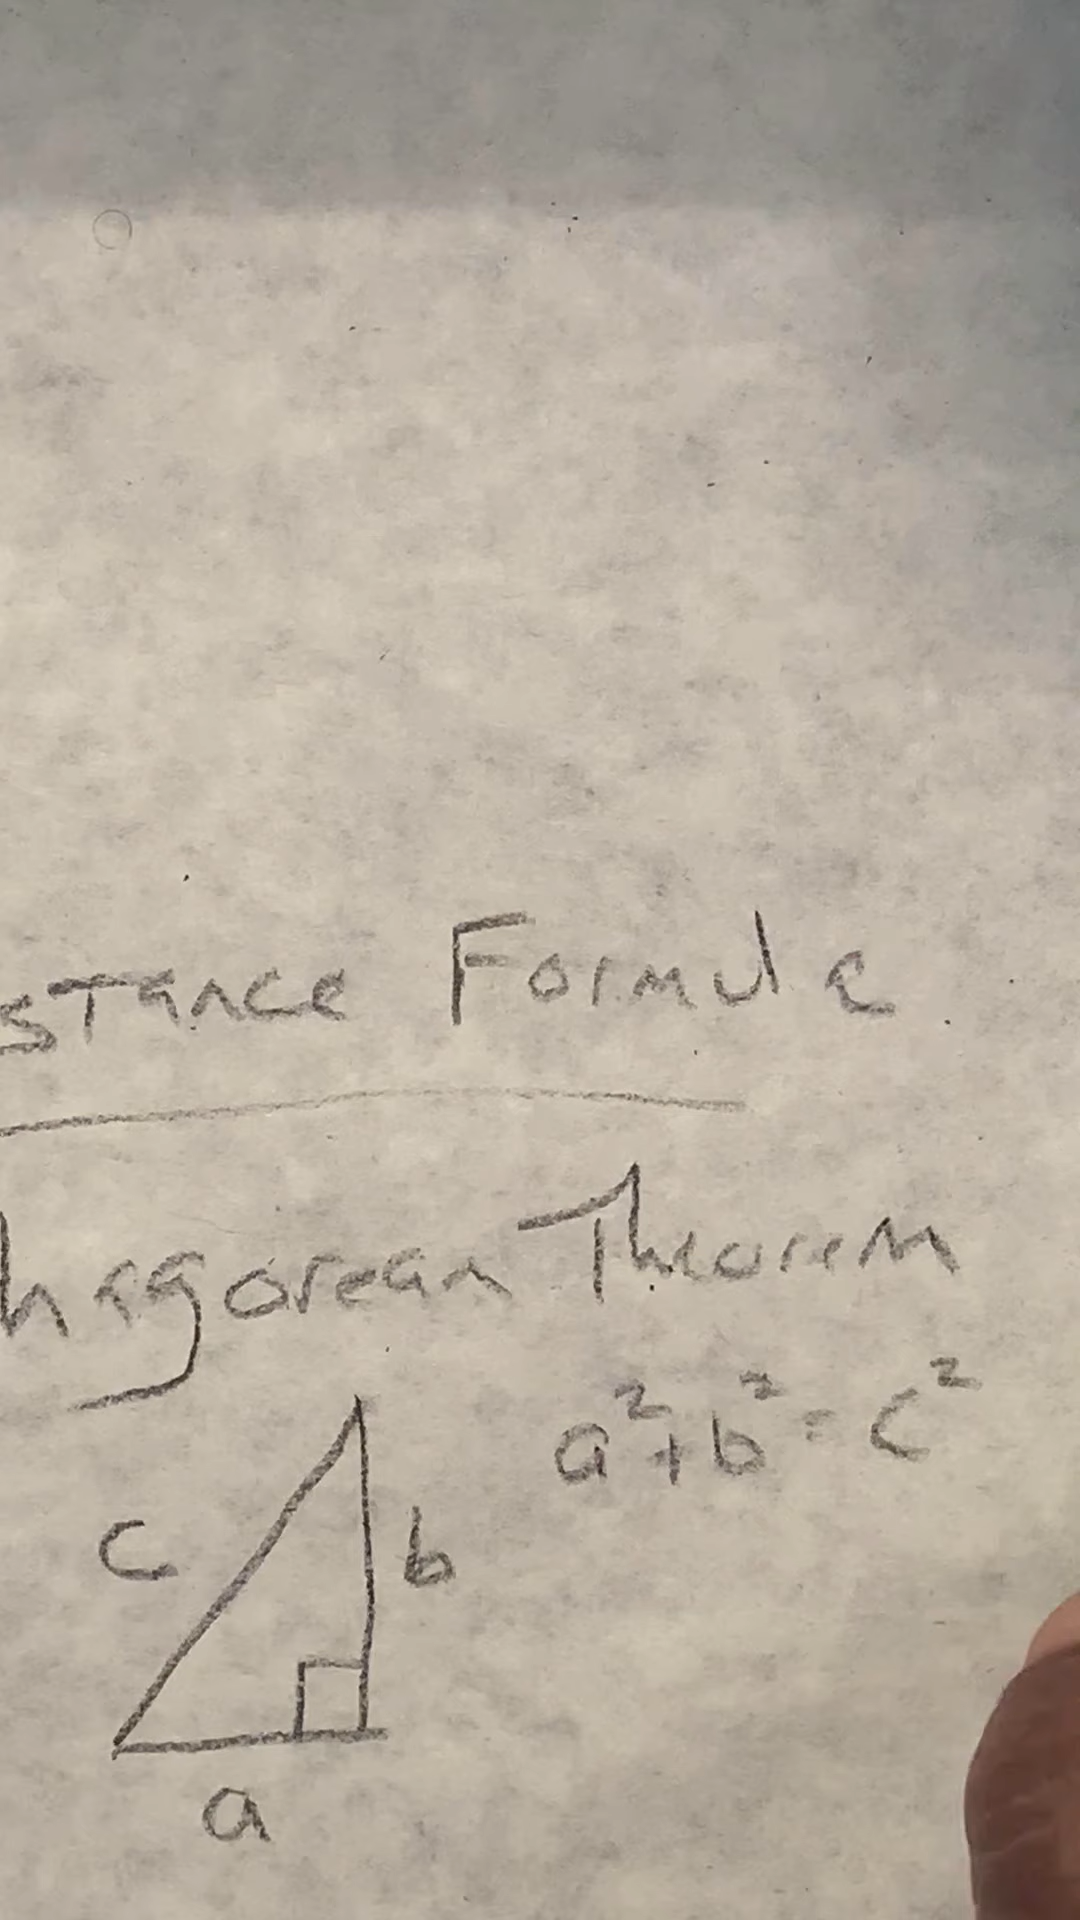 stance Formula
hagorean Theorem
a² + b² = c²
c
b
a